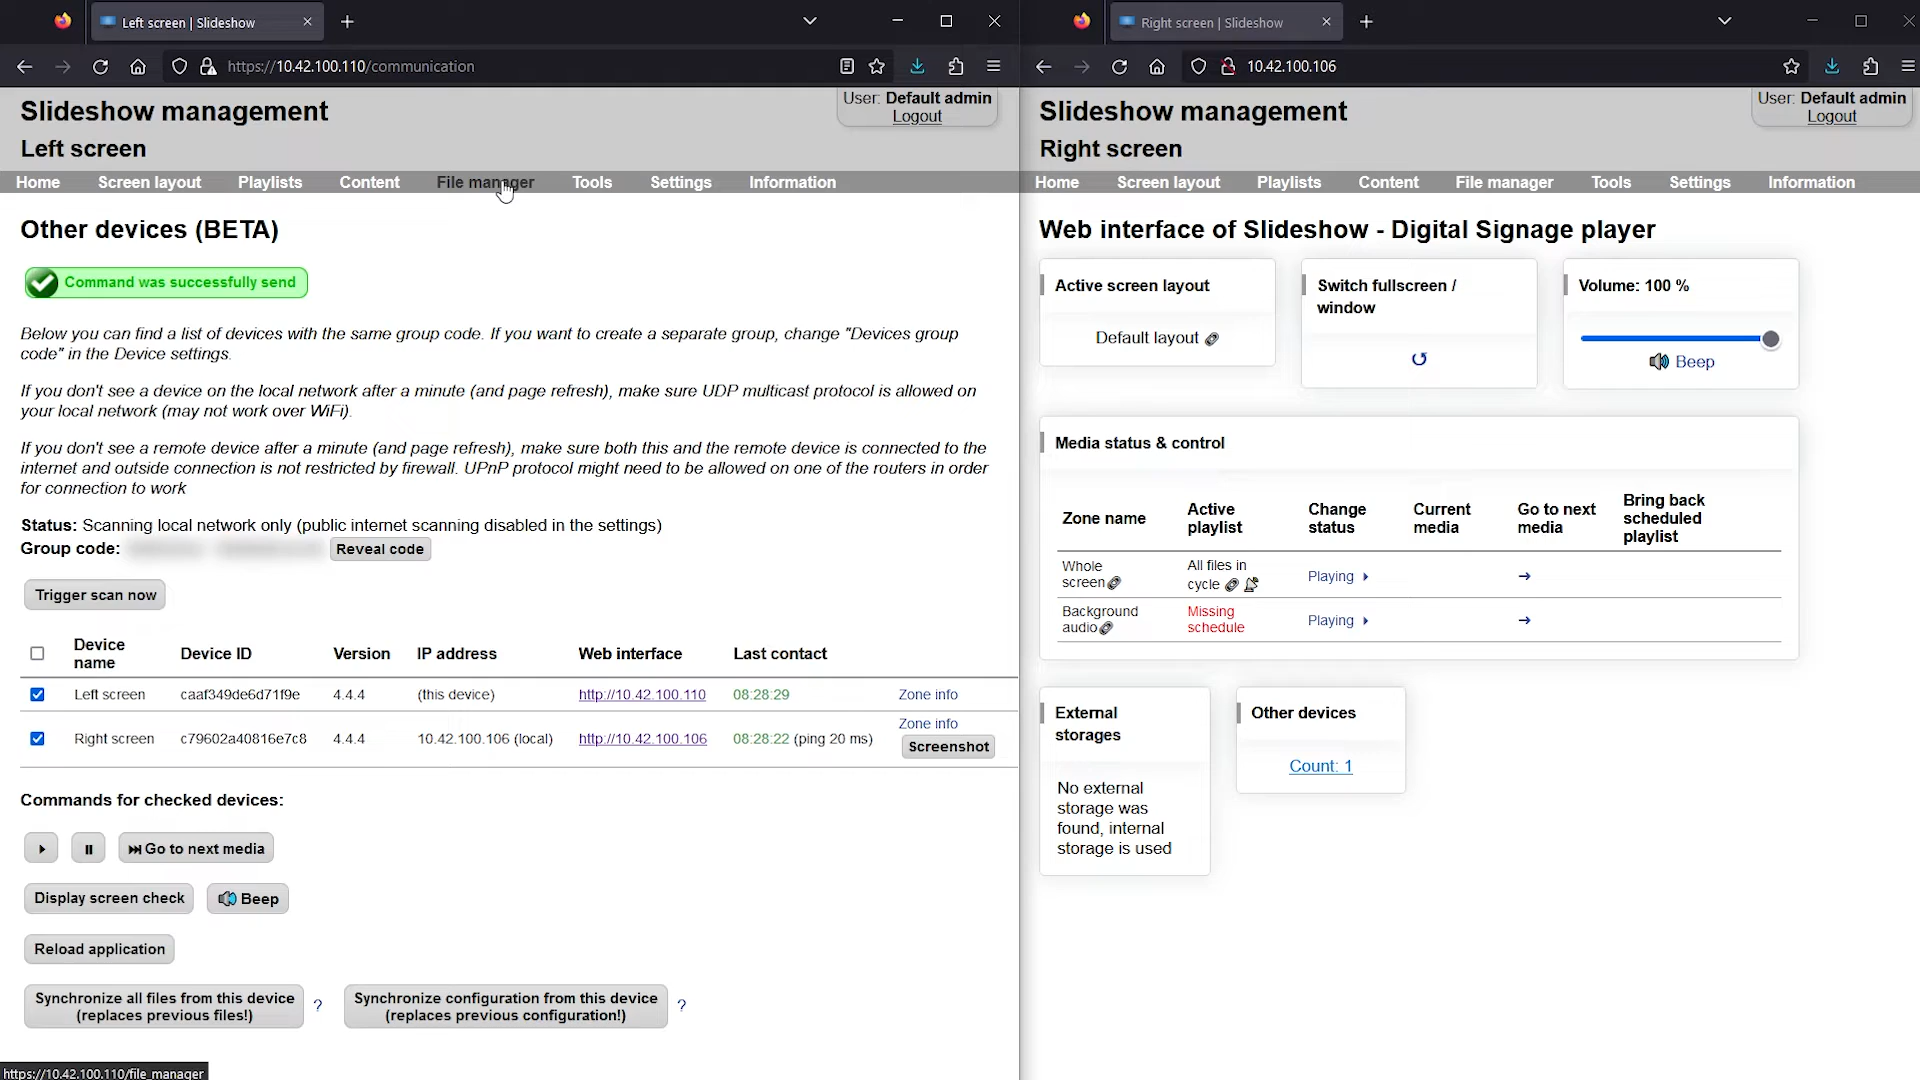 Left screen | Slideshow
https://10.42.100.110/communication
Slideshow management
User: Default admin
Logout
Left screen
Home
Screen layout
Playlists
Content
File manager
Tools
Settings
Information
Other devices (BETA)
Command was successfully send
Below you can find a list of devices with the same group code. If you want to create a separate group, change "Devices group
code" in the Device settings.
If you don't see a device on the local network after a minute (and page refresh), make sure UDP multicast protocol is allowed on
your local network (may not work over WiFi).
If you don't see a remote device after a minute (and page refresh), make sure both this and the remote device is connected to the
internet and outside connection is not restricted by firewall. UPnP protocol might need to be allowed on one of the routers in order
for connection to work
Status: Scanning local network only (public internet scanning disabled in the settings)
Group code:
Reveal code
Trigger scan now
Device
name
Device ID
Version
IP address
Web interface
Last contact
Left screen
caaf349de6d71f9e
4.4.4
(this device)
http://10.42.100.110
08:28:29
Zone info
Right screen
c79602a40816e7c8
4.4.4
10.42.100.106 (local)
http://10.42.100.106
08:28:22 (ping 20 ms)
Zone info
Screenshot
Commands for checked devices:
Go to next media
Display screen check
Beep
Reload application
Synchronize all files from this device
(replaces previous files!)
?
Synchronize configuration from this device
(replaces previous configuration!)
?
https://10.42.100.110/file_manager
Right screen | Slideshow
10.42.100.106
Slideshow management
User: Default admin
Logout
Right screen
Home
Screen layout
Playlists
Content
File manager
Tools
Settings
Information
Web interface of Slideshow - Digital Signage player
Active screen layout
Default layout
Switch fullscreen /
window
Volume: 100 %
Beep
Media status & control
Zone name
Active
playlist
Change
status
Current
media
Go to next
media
Bring back
scheduled
playlist
Whole
screen
All files in
cycle
Playing
Background
audio
Missing
schedule
Playing
External
storages
No external
storage was
found, internal
storage is used
Other devices
Count: 1